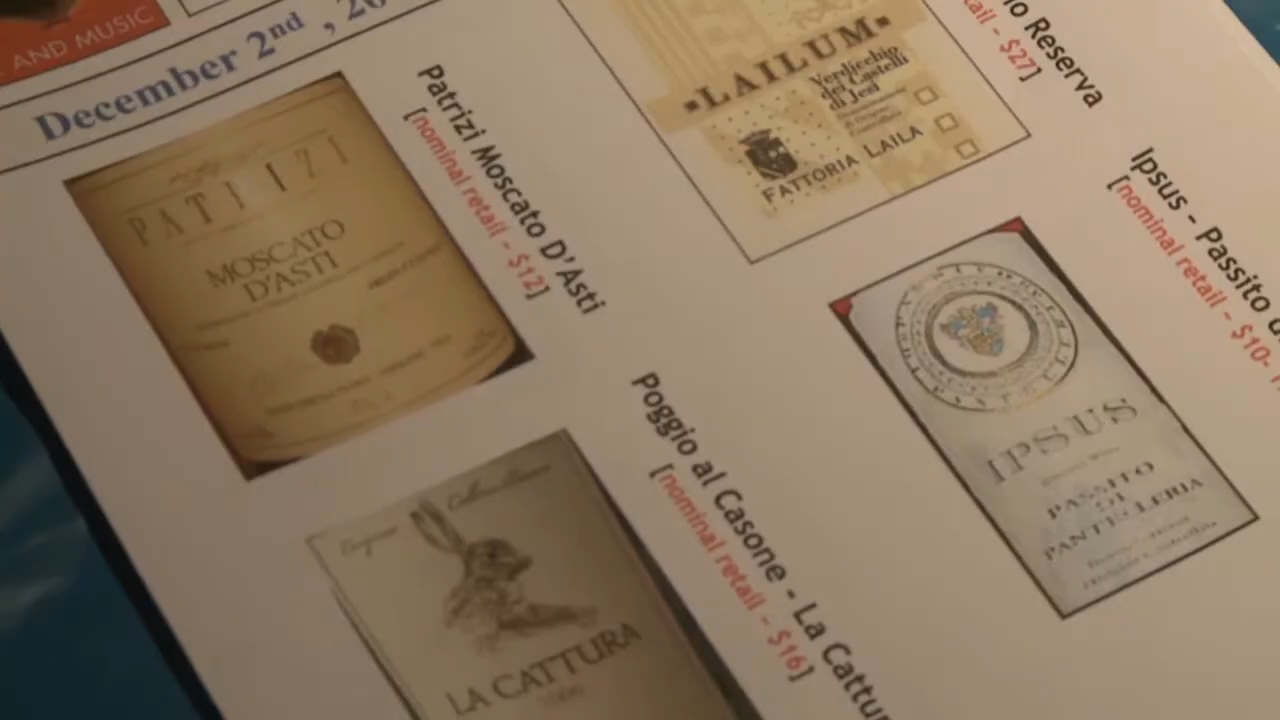 AND MUSIC
December 2nd, 20
PATRIZI
MOSCATO
D'ASTI
Patrizi Moscato D'Asti
[nominal retail - $12]
LAILUM
Verdicchio
dei Castelli
di Jesi
FATTORIA LAILA
Reserva
retail - $27]
LA CATTURA
Poggio al Casone - La Cattur
[nominal retail - $16]
Ipsus - Passito
[nominal retail - $10-
IPSUS
PASSITO
DI
PANTELLERIA